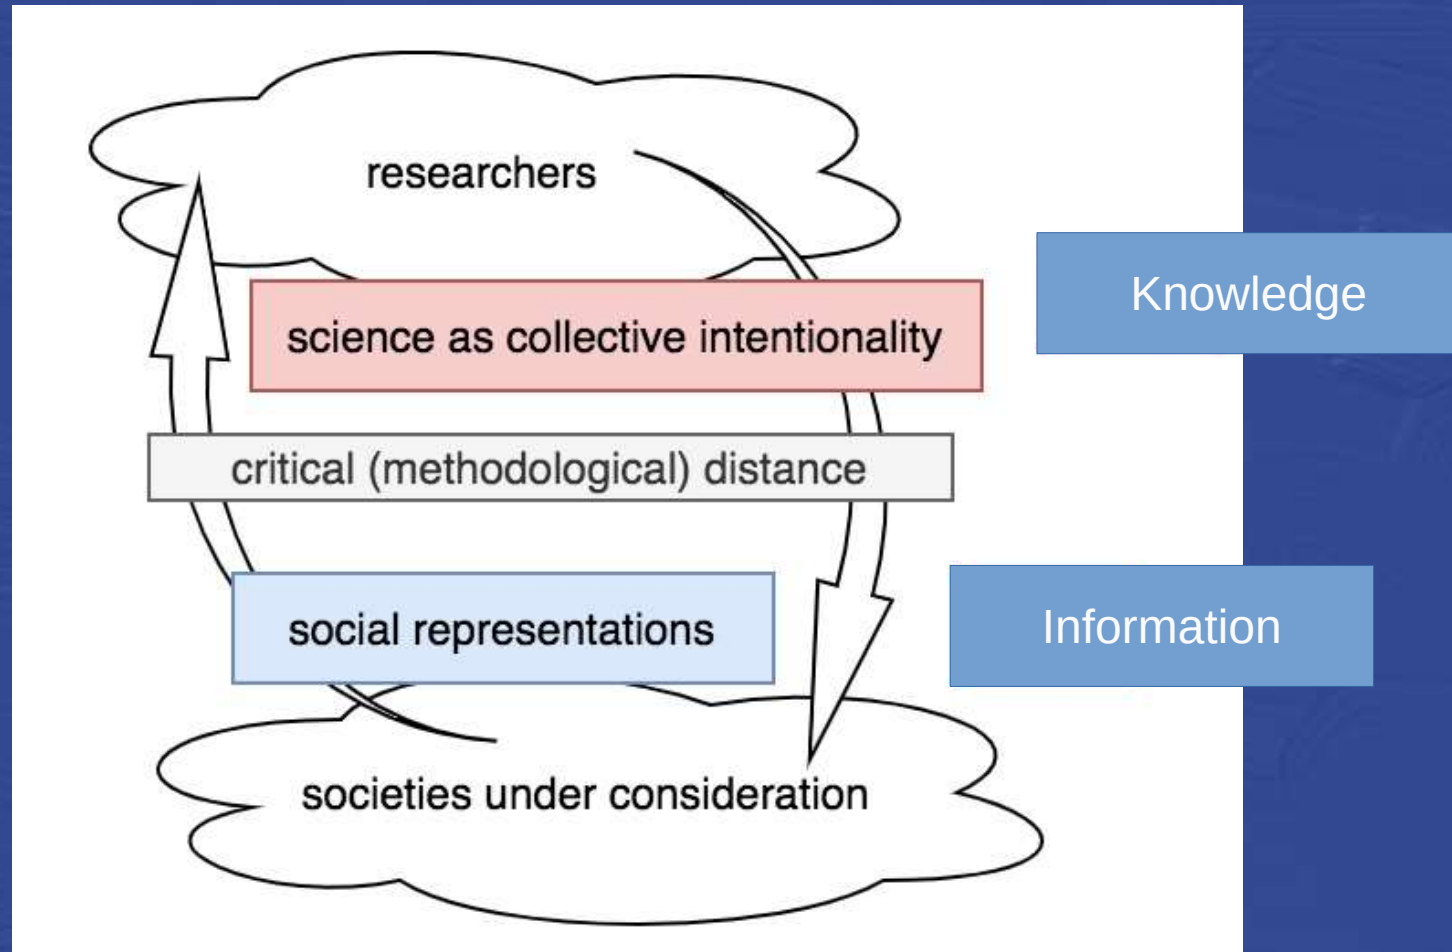 researchers
Knowledge
science as collective intentionality
critical (methodological) distance
social representations
Information
societies under consideration